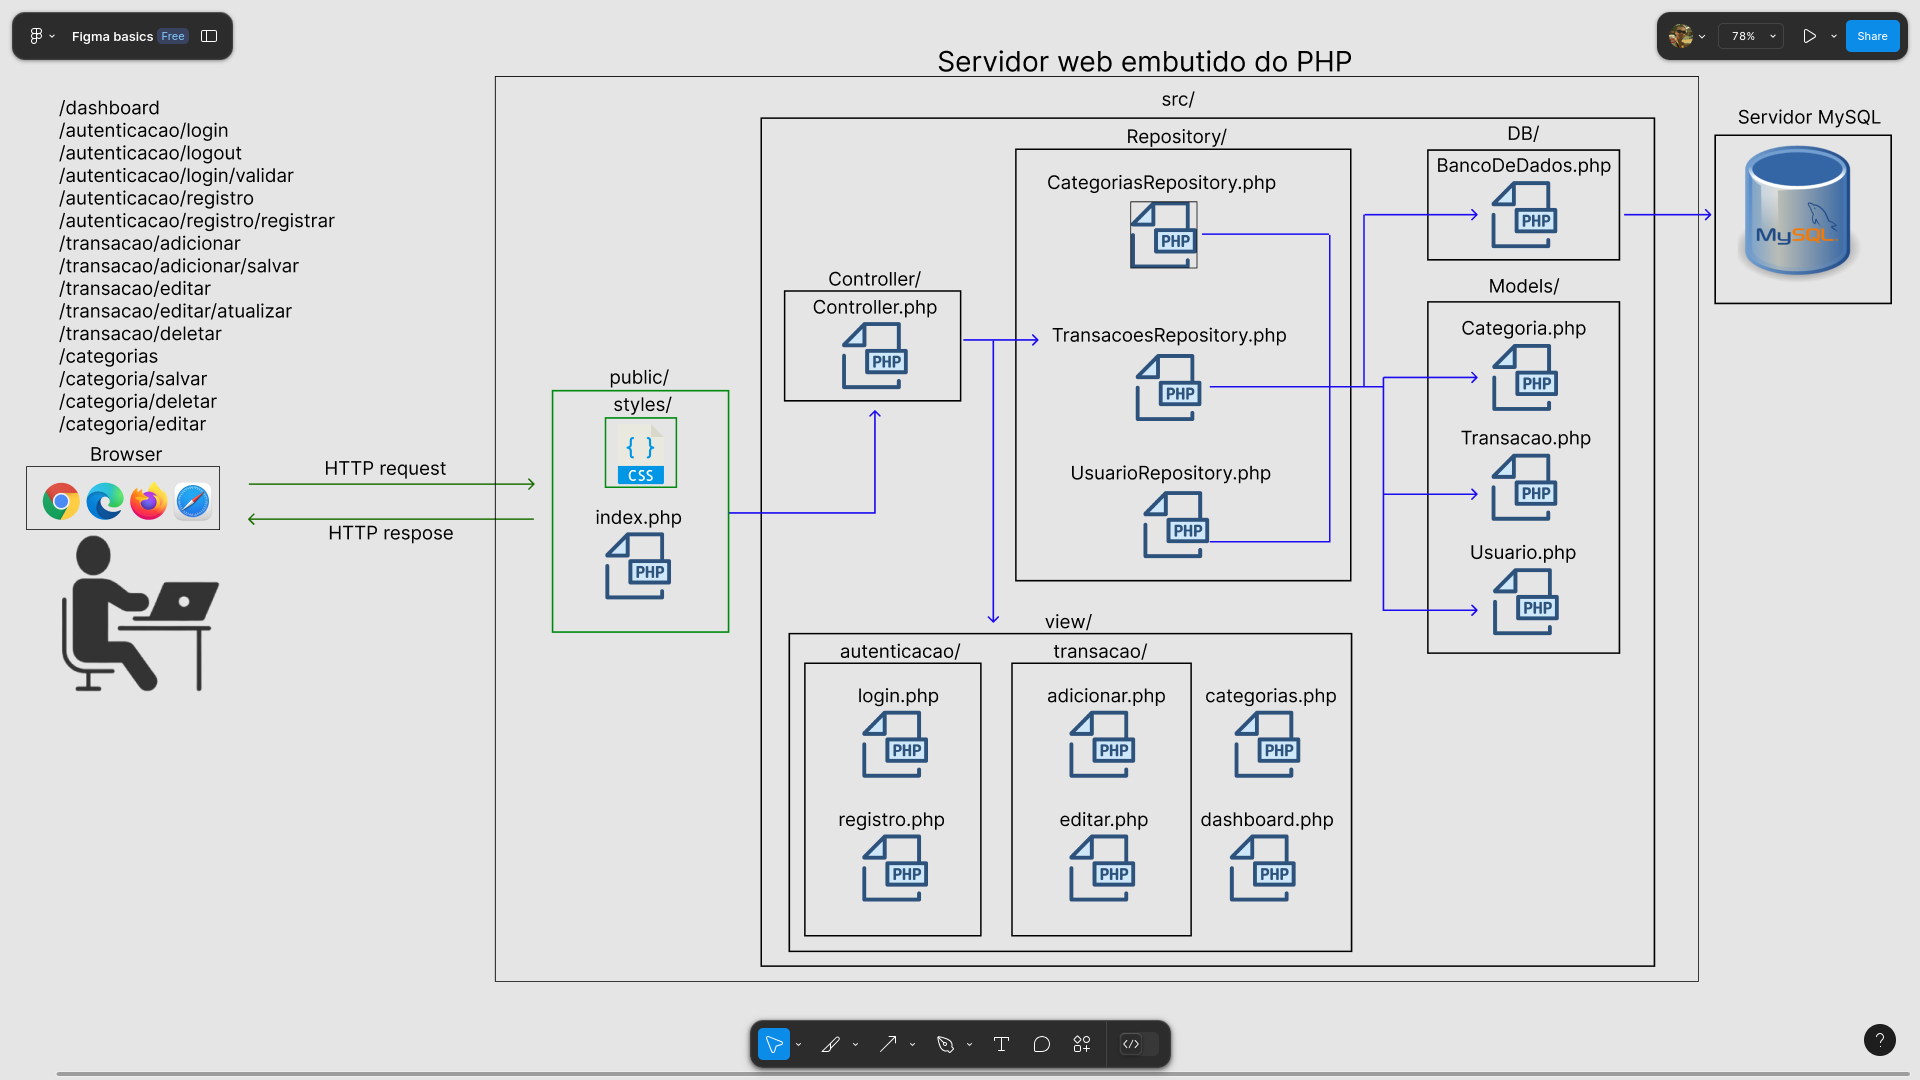 Figma basics Free
78%
Share
Servidor web embutido do PHP
/dashboard
/autenticacao/login
/autenticacao/logout
/autenticacao/login/validar
/autenticacao/registro
/autenticacao/registro/registrar
/transacao/adicionar
/transacao/adicionar/salvar
/transacao/editar
/transacao/editar/atualizar
/transacao/deletar
/categorias
/categoria/salvar
/categoria/deletar
/categoria/editar
Browser
HTTP request
HTTP respose
public/
styles/
{ }
CSS
index.php
PHP
src/
Controller/
Controller.php
PHP
Repository/
CategoriasRepository.php
PHP
TransacoesRepository.php
PHP
UsuarioRepository.php
PHP
DB/
BancoDeDados.php
PHP
Models/
Categoria.php
PHP
Transacao.php
PHP
Usuario.php
PHP
Servidor MySQL
MySQL
view/
autenticacao/
login.php
PHP
registro.php
PHP
transacao/
adicionar.php
PHP
editar.php
PHP
categorias.php
PHP
dashboard.php
PHP
T
</>
?